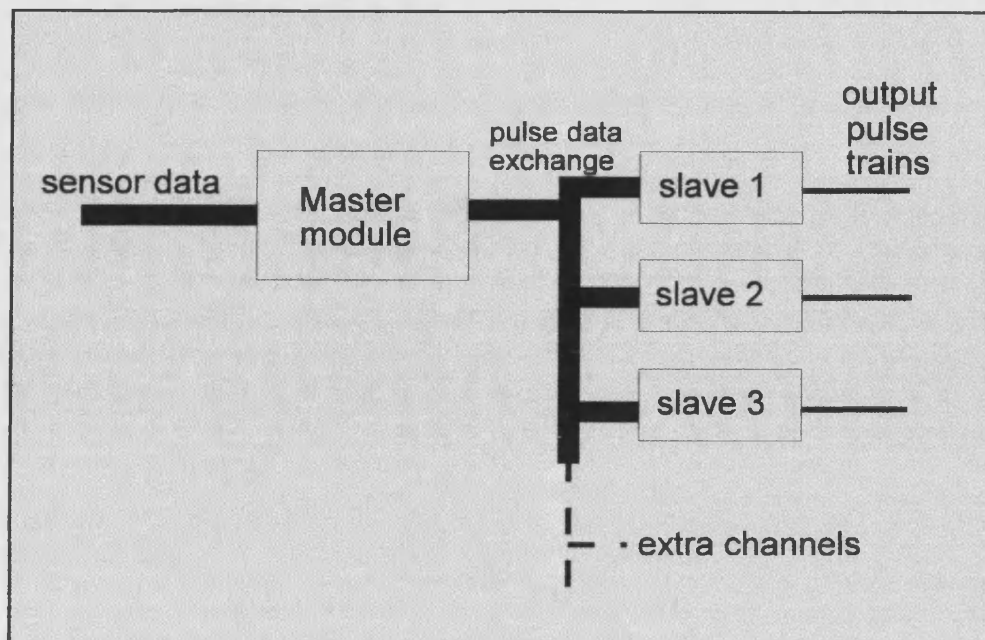 sensor data
Master
module
pulse data
exchange
slave 1
slave 2
slave 3
output
pulse
trains
extra channels